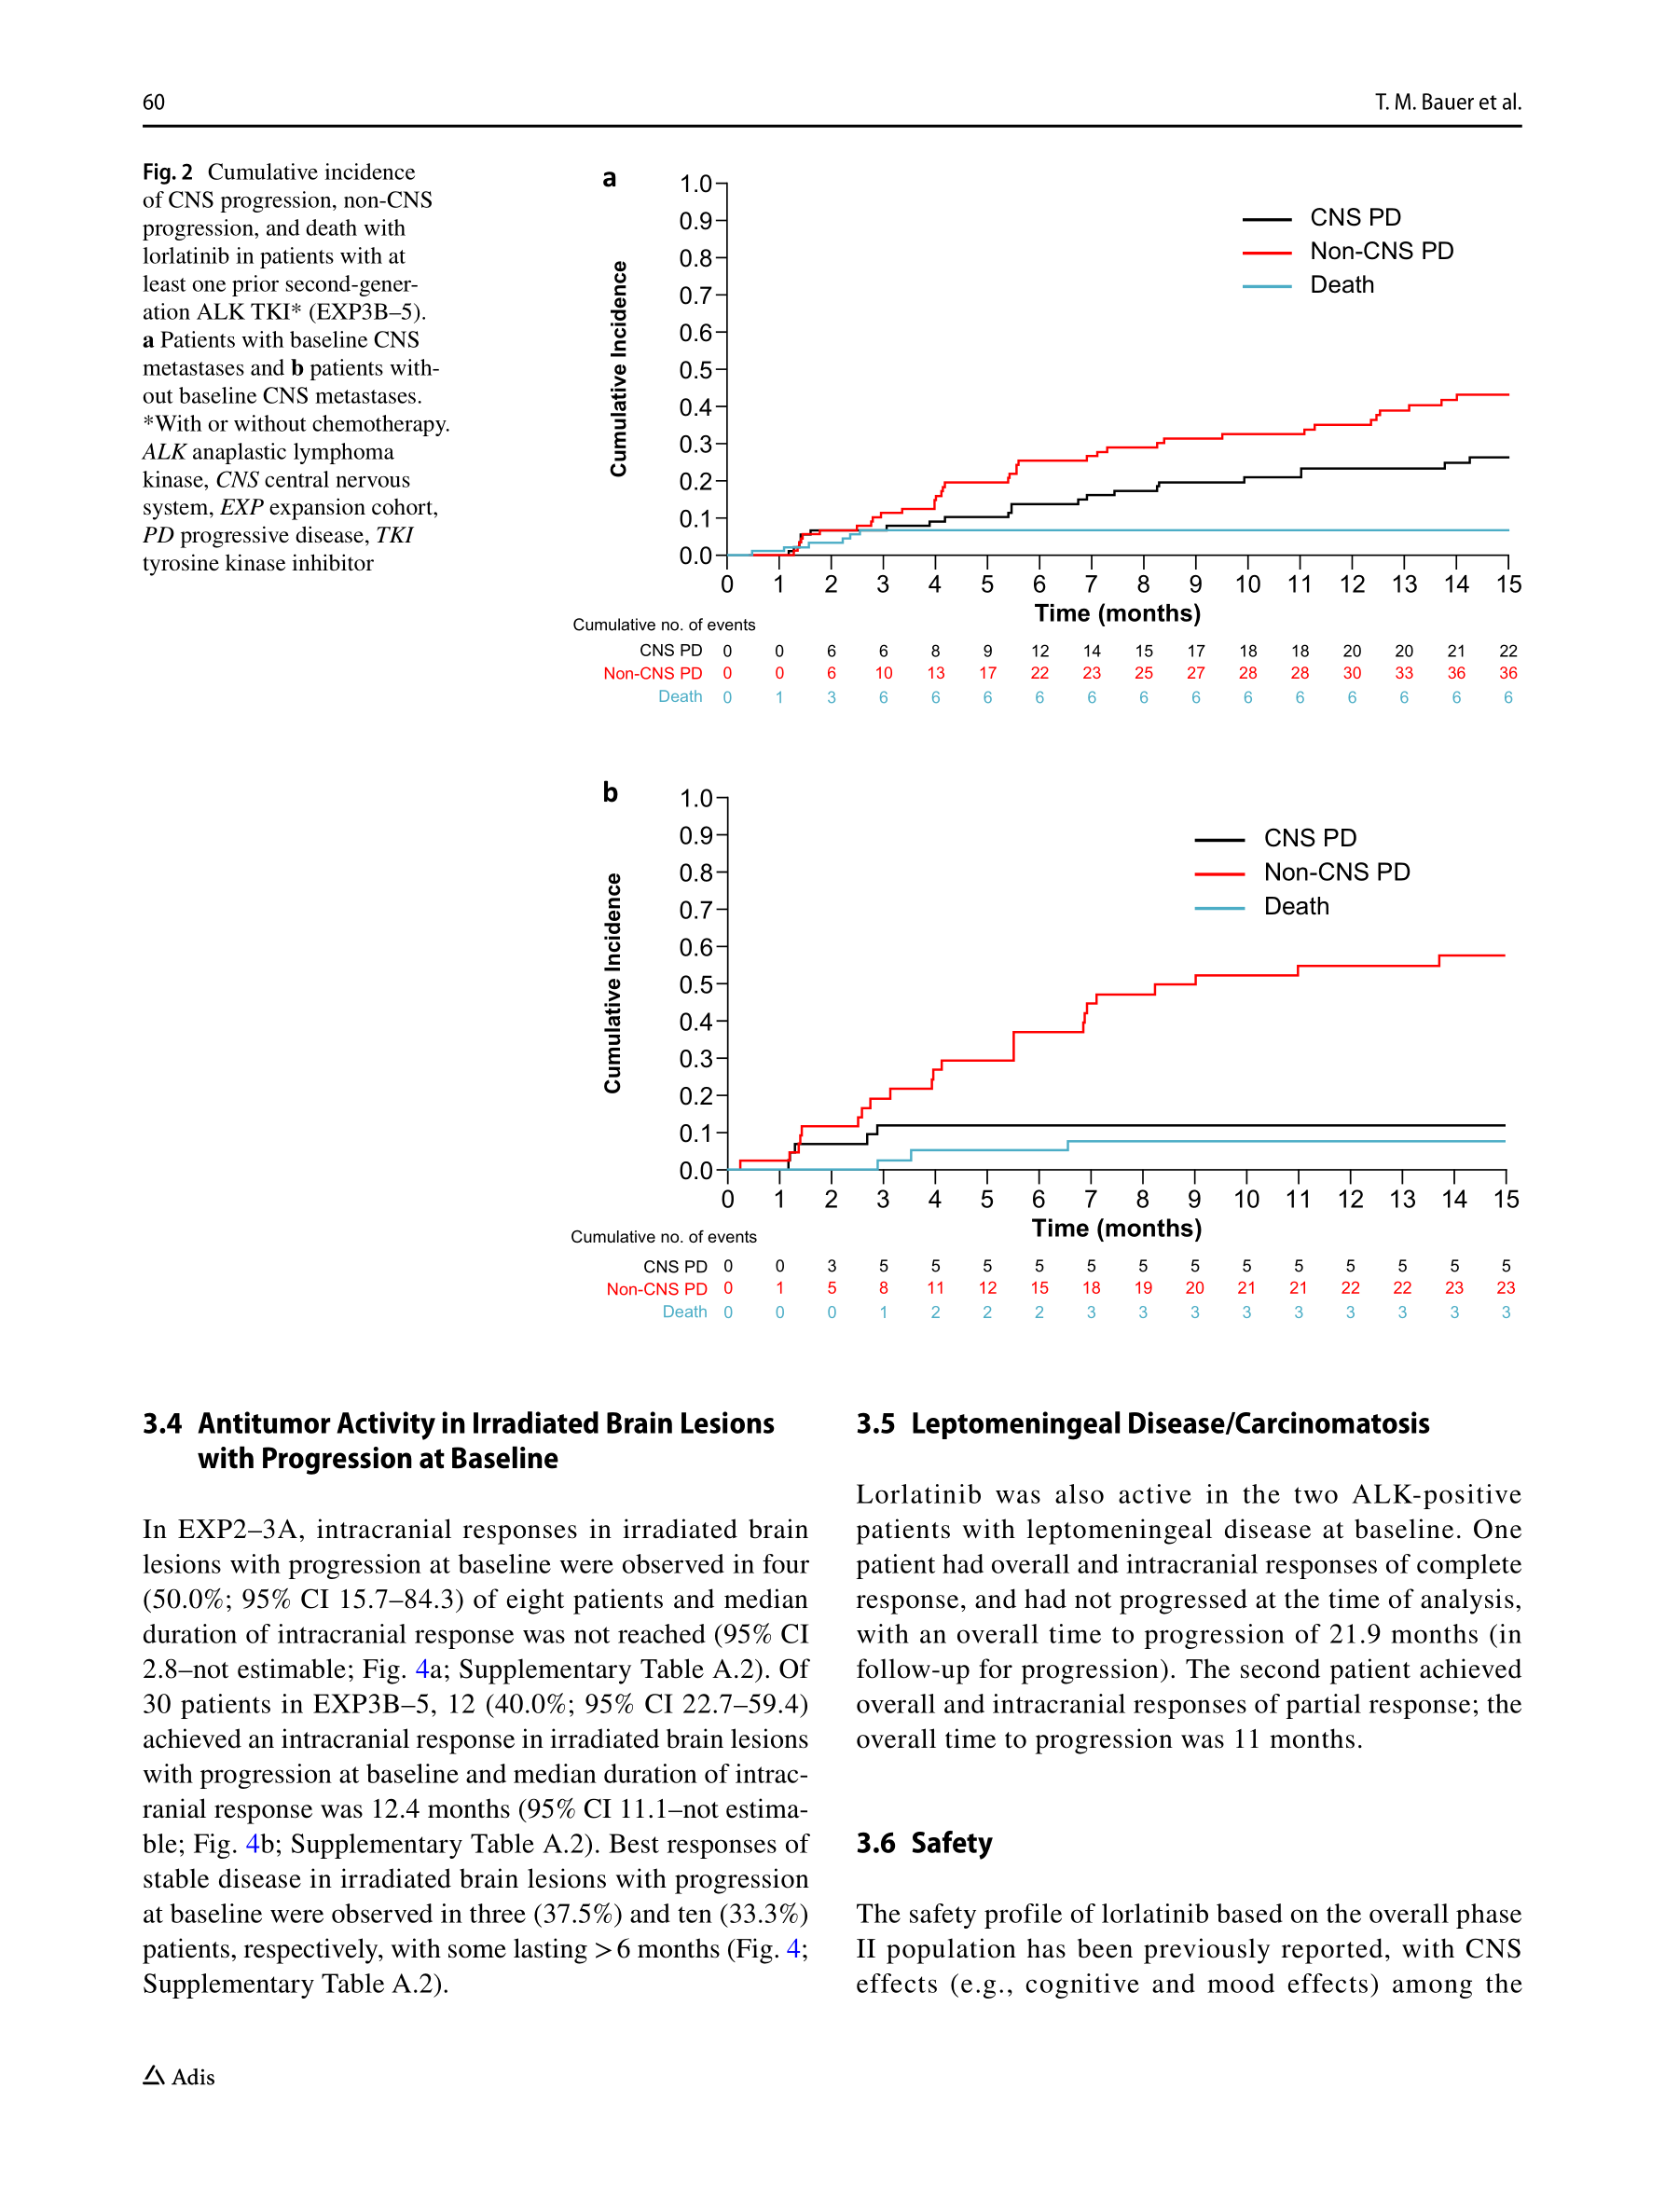 60
T. M. Bauer et al.
Fig. 2 Cumulative incidence
of CNS progression, non-CNS
progression, and death with
lorlatinib in patients with at
least one prior second-gener-
ation ALK TKI* (EXP3B–5).
a Patients with baseline CNS
metastases and b patients with-
out baseline CNS metastases.
*With or without chemotherapy.
ALK anaplastic lymphoma
kinase, CNS central nervous
system, EXP expansion cohort,
PD progressive disease, TKI
tyrosine kinase inhibitor
a
Cumulative Incidence
1.0
0.9
0.8
0.7
0.6
0.5
0.4
0.3
0.2
0.1
0.0
CNS PD
Non-CNS PD
Death
0 1 2 3 4 5 6 7 8 9 10 11 12 13 14 15
Time (months)
Cumulative no. of events
CNS PD 0 0 6 6 8 9 12 14 15 17 18 18 20 20 21 22
Non-CNS PD 0 0 6 10 13 17 22 23 25 27 28 28 30 33 36 36
Death 0 1 3 6 6 6 6 6 6 6 6 6 6 6 6 6
b
Cumulative Incidence
1.0
0.9
0.8
0.7
0.6
0.5
0.4
0.3
0.2
0.1
0.0
CNS PD
Non-CNS PD
Death
0 1 2 3 4 5 6 7 8 9 10 11 12 13 14 15
Time (months)
Cumulative no. of events
CNS PD 0 0 3 5 5 5 5 5 5 5 5 5 5 5 5 5
Non-CNS PD 0 1 5 8 11 12 15 18 19 20 21 21 22 22 23 23
Death 0 0 0 1 2 2 2 3 3 3 3 3 3 3 3 3
3.4 Antitumor Activity in Irradiated Brain Lesions
with Progression at Baseline
In EXP2–3A, intracranial responses in irradiated brain
lesions with progression at baseline were observed in four
(50.0%; 95% CI 15.7–84.3) of eight patients and median
duration of intracranial response was not reached (95% CI
2.8–not estimable; Fig. 4a; Supplementary Table A.2). Of
30 patients in EXP3B–5, 12 (40.0%; 95% CI 22.7–59.4)
achieved an intracranial response in irradiated brain lesions
with progression at baseline and median duration of intrac-
ranial response was 12.4 months (95% CI 11.1–not estima-
ble; Fig. 4b; Supplementary Table A.2). Best responses of
stable disease in irradiated brain lesions with progression
at baseline were observed in three (37.5%) and ten (33.3%)
patients, respectively, with some lasting > 6 months (Fig. 4;
Supplementary Table A.2).
3.5 Leptomeningeal Disease/Carcinomatosis
Lorlatinib was also active in the two ALK-positive
patients with leptomeningeal disease at baseline. One
patient had overall and intracranial responses of complete
response, and had not progressed at the time of analysis,
with an overall time to progression of 21.9 months (in
follow-up for progression). The second patient achieved
overall and intracranial responses of partial response; the
overall time to progression was 11 months.
3.6 Safety
The safety profile of lorlatinib based on the overall phase
II population has been previously reported, with CNS
effects (e.g., cognitive and mood effects) among the
Adis